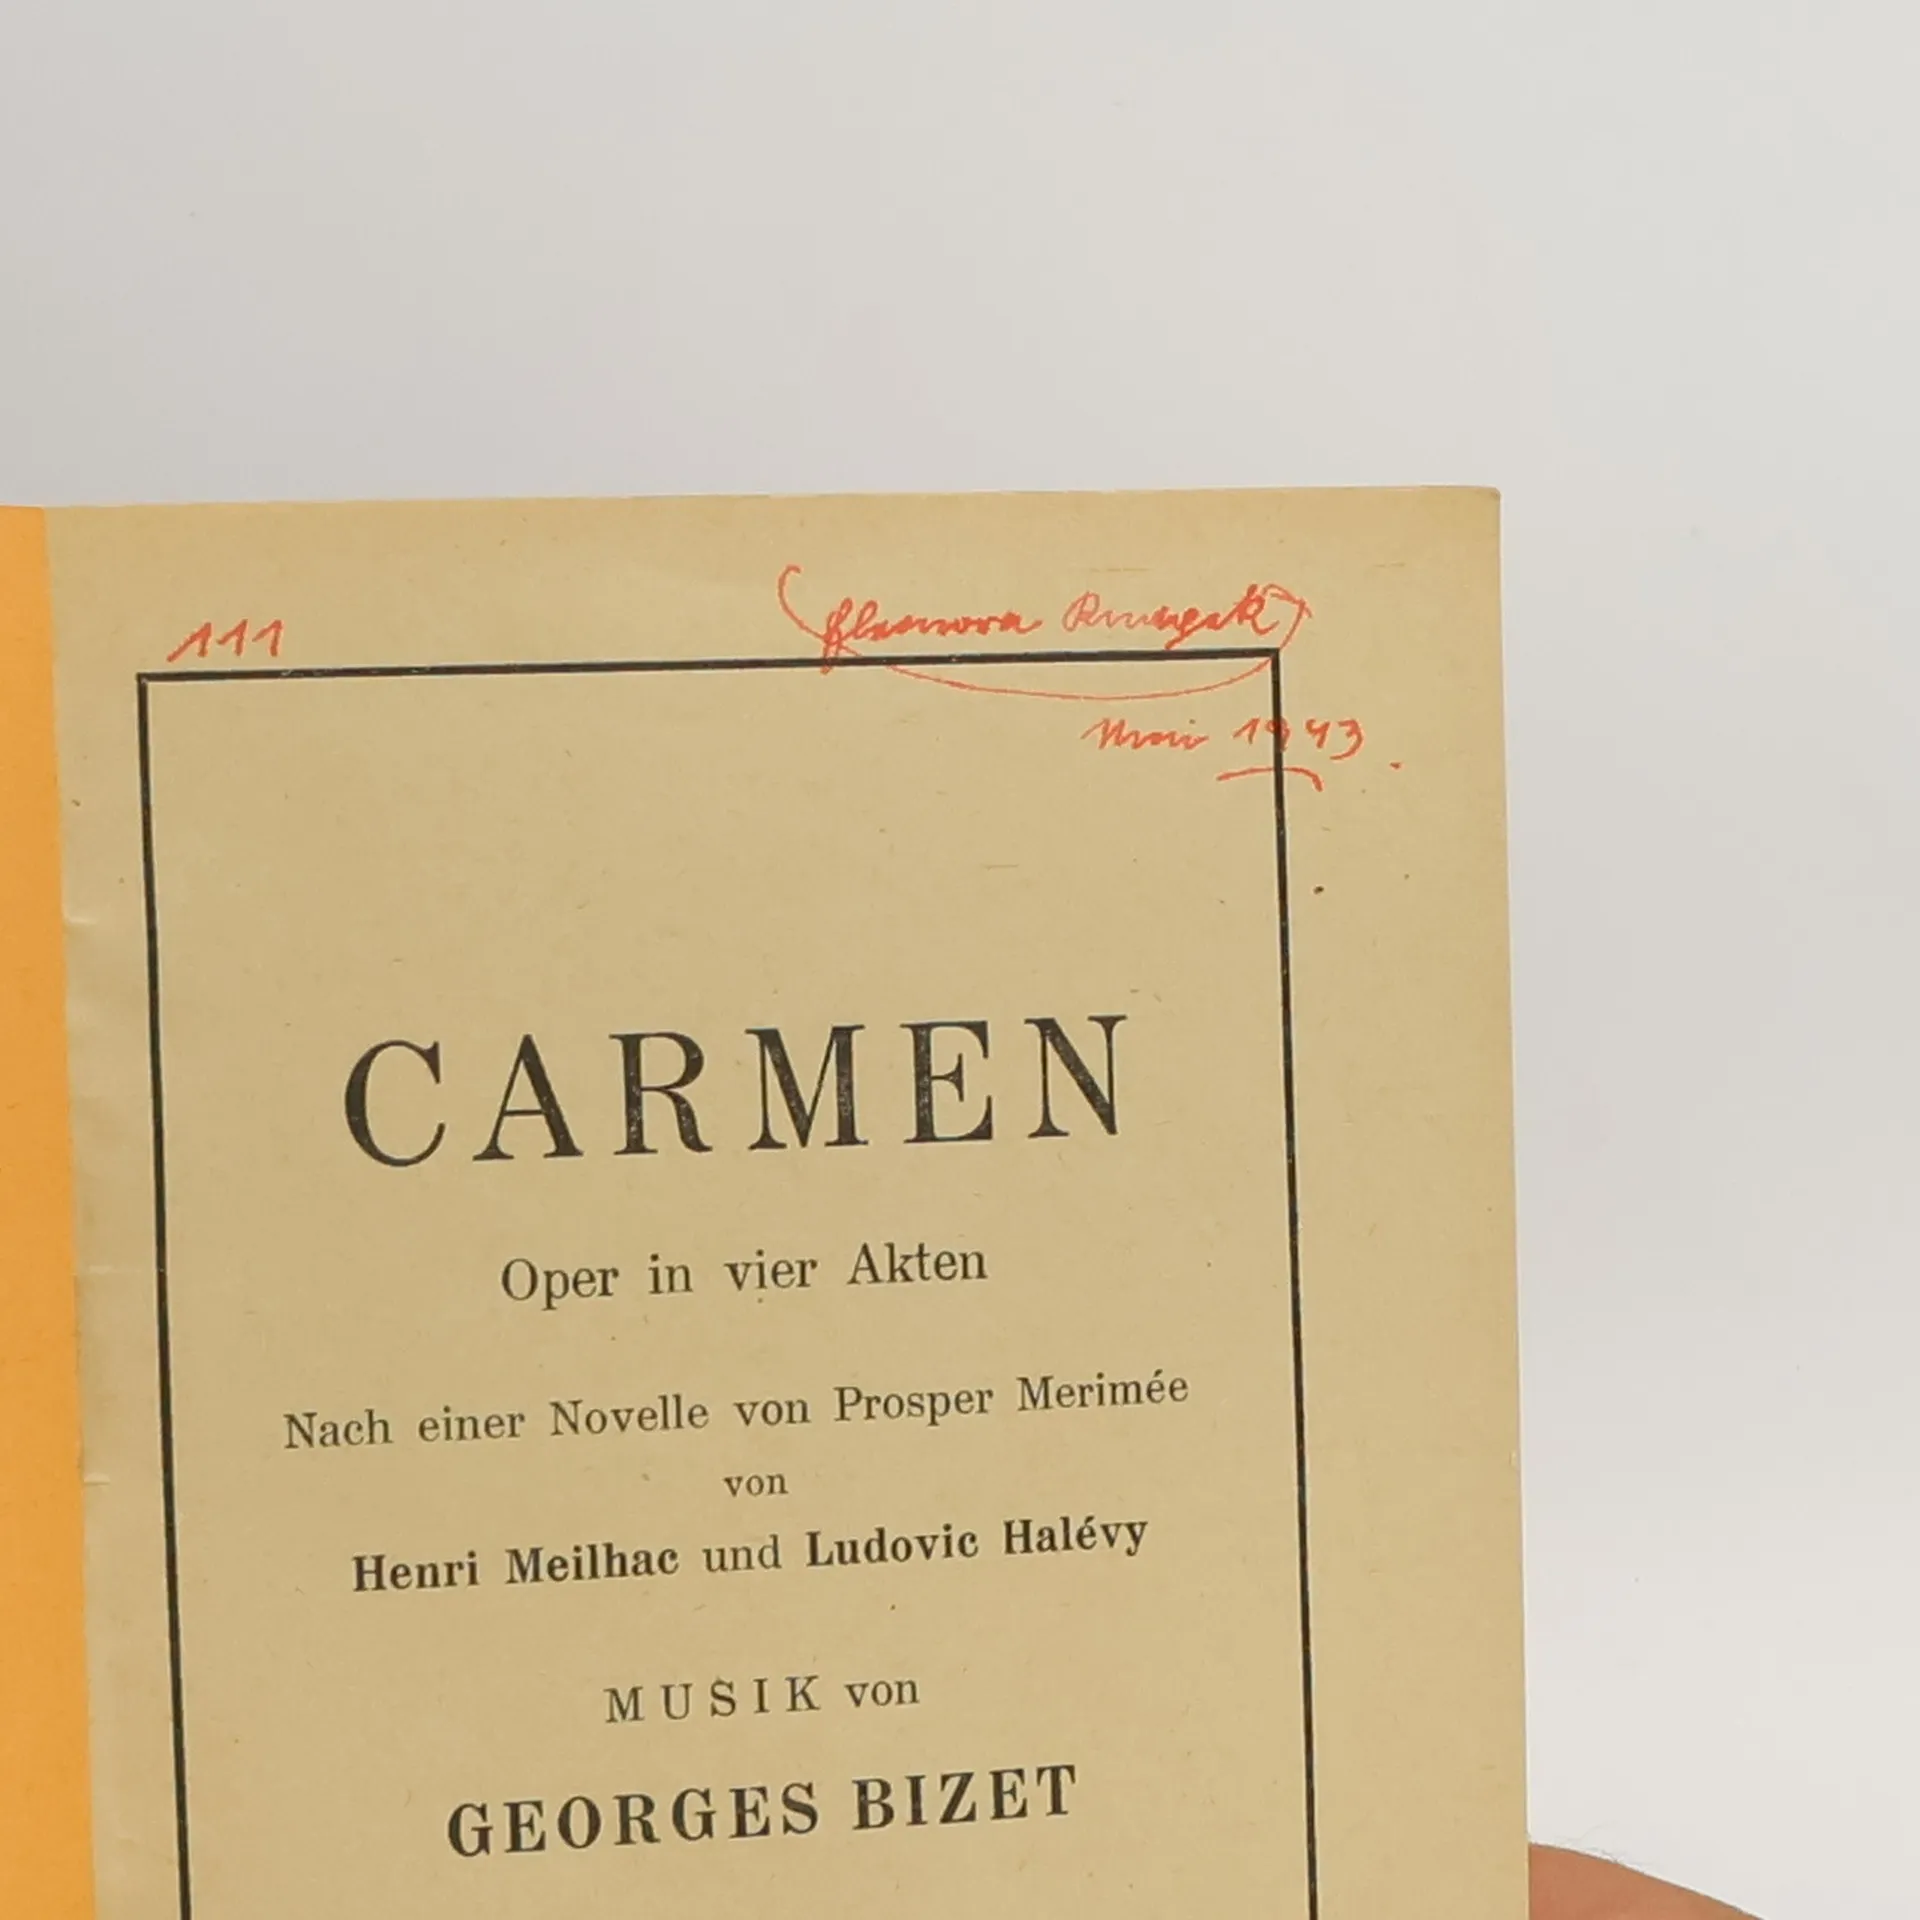 111
Eleonora
Mai 1943
CARMEN
Oper in vier Akten
Nach einer Novelle von Prosper Merimée
von
Henri Meilhac und Ludovic Halévy
MUSIK von
GEORGES BIZET